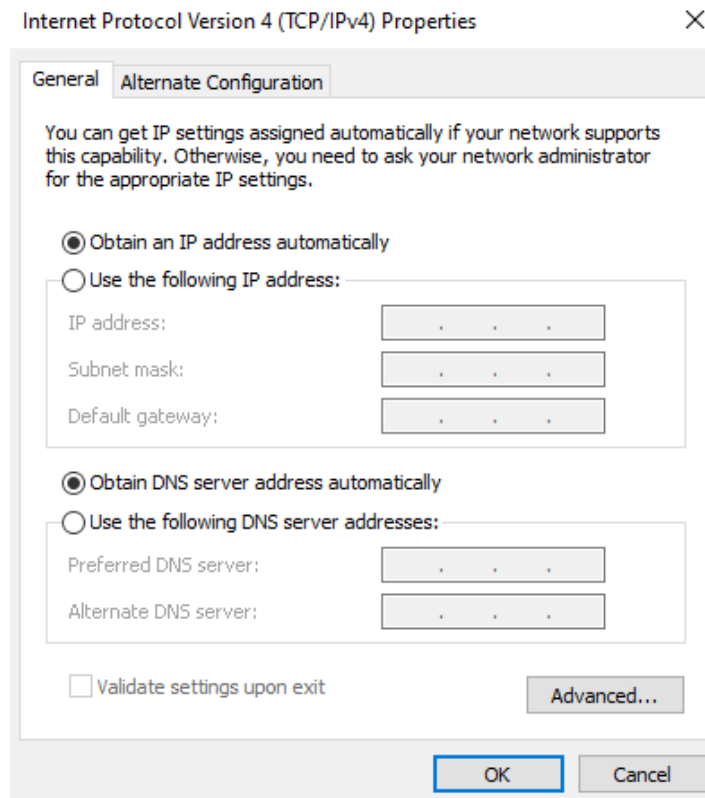 Internet Protocol Version 4 (TCP/IPv4) Properties
General
Alternate Configuration
You can get IP settings assigned automatically if your network supports
this capability. Otherwise, you need to ask your network administrator
for the appropriate IP settings.
Obtain an IP address automatically
Use the following IP address:
IP address:
Subnet mask:
Default gateway:
Obtain DNS server address automatically
Use the following DNS server addresses:
Preferred DNS server:
Alternate DNS server:
Validate settings upon exit
Advanced...
OK
Cancel